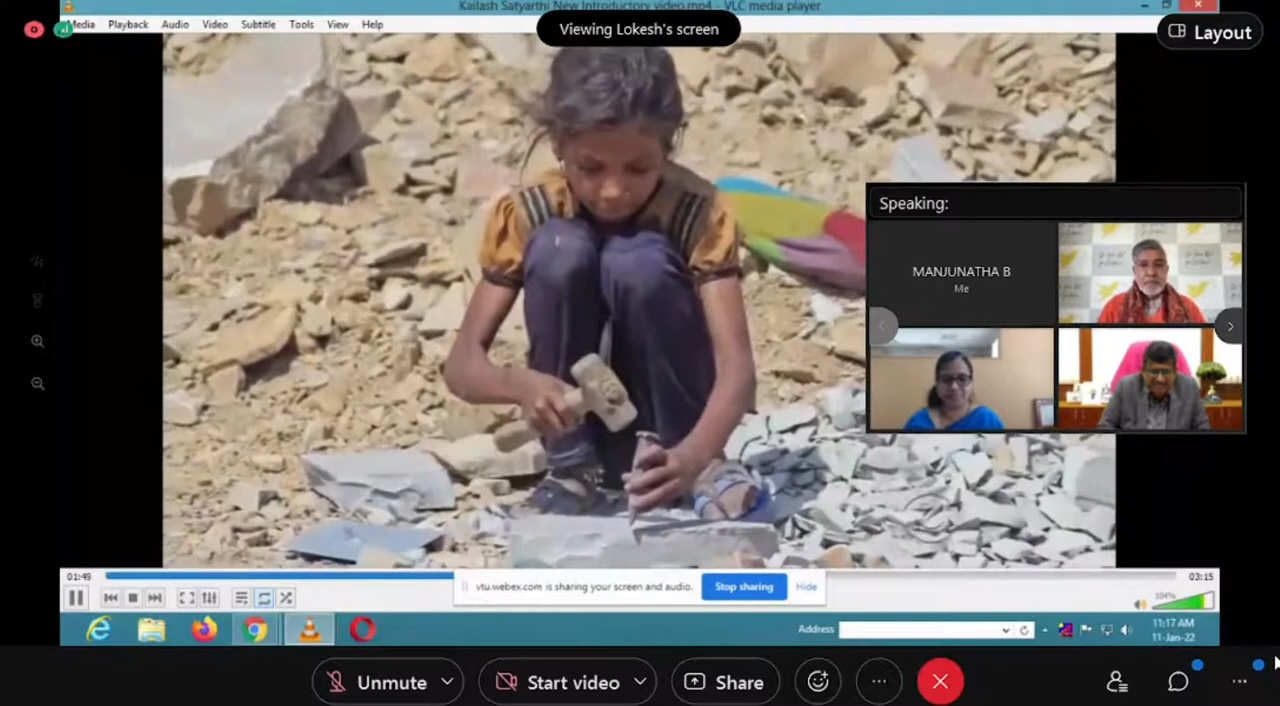 Kailash Satyarthi New Introductory video.mp4 - VLC media player
Media Playback Audio Video Subtitle Tools View Help
Viewing Lokesh's screen
Layout
Speaking:
MANJUNATHA B
Me
01:49
03:15
vtu.webex.com is sharing your screen and audio.
Stop sharing
Hide
104%
Address
11:17 AM
11-Jan-22
Unmute
Start video
Share